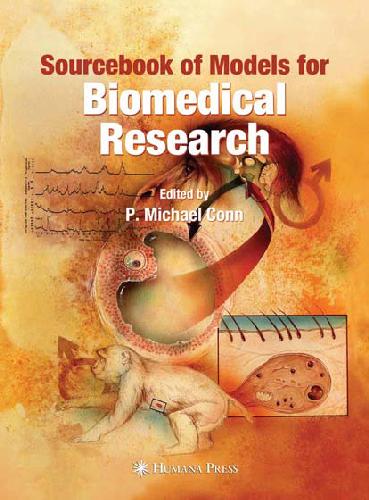 Sourcebook of Models for
Biomedical
Research
Edited by
P. Michael Conn
HUMANA PRESS